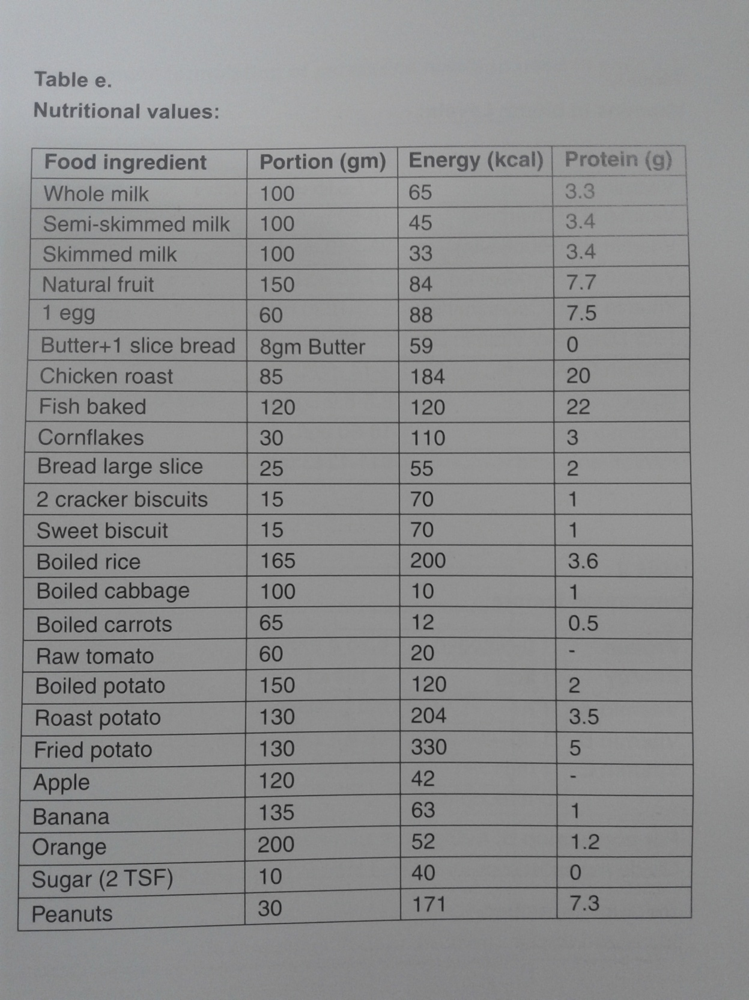 Table e.
Nutritional values:
Food ingredient Portion (gm) Energy (kcal) Protein (g)
Whole milk 100 65 3.3
Semi-skimmed milk 100 45 3.4
Skimmed milk 100 33 3.4
Natural fruit 150 84 7.7
1 egg 60 88 7.5
Butter+1 slice bread 8gm Butter 59 0
Chicken roast 85 184 20
Fish baked 120 120 22
Cornflakes 30 110 3
Bread large slice 25 55 2
2 cracker biscuits 15 70 1
Sweet biscuit 15 70 1
Boiled rice 165 200 3.6
Boiled cabbage 100 10 1
Boiled carrots 65 12 0.5
Raw tomato 60 20 -
Boiled potato 150 120 2
Roast potato 130 204 3.5
Fried potato 130 330 5
Apple 120 42 -
Banana 135 63 1
Orange 200 52 1.2
Sugar (2 TSF) 10 40 0
Peanuts 30 171 7.3